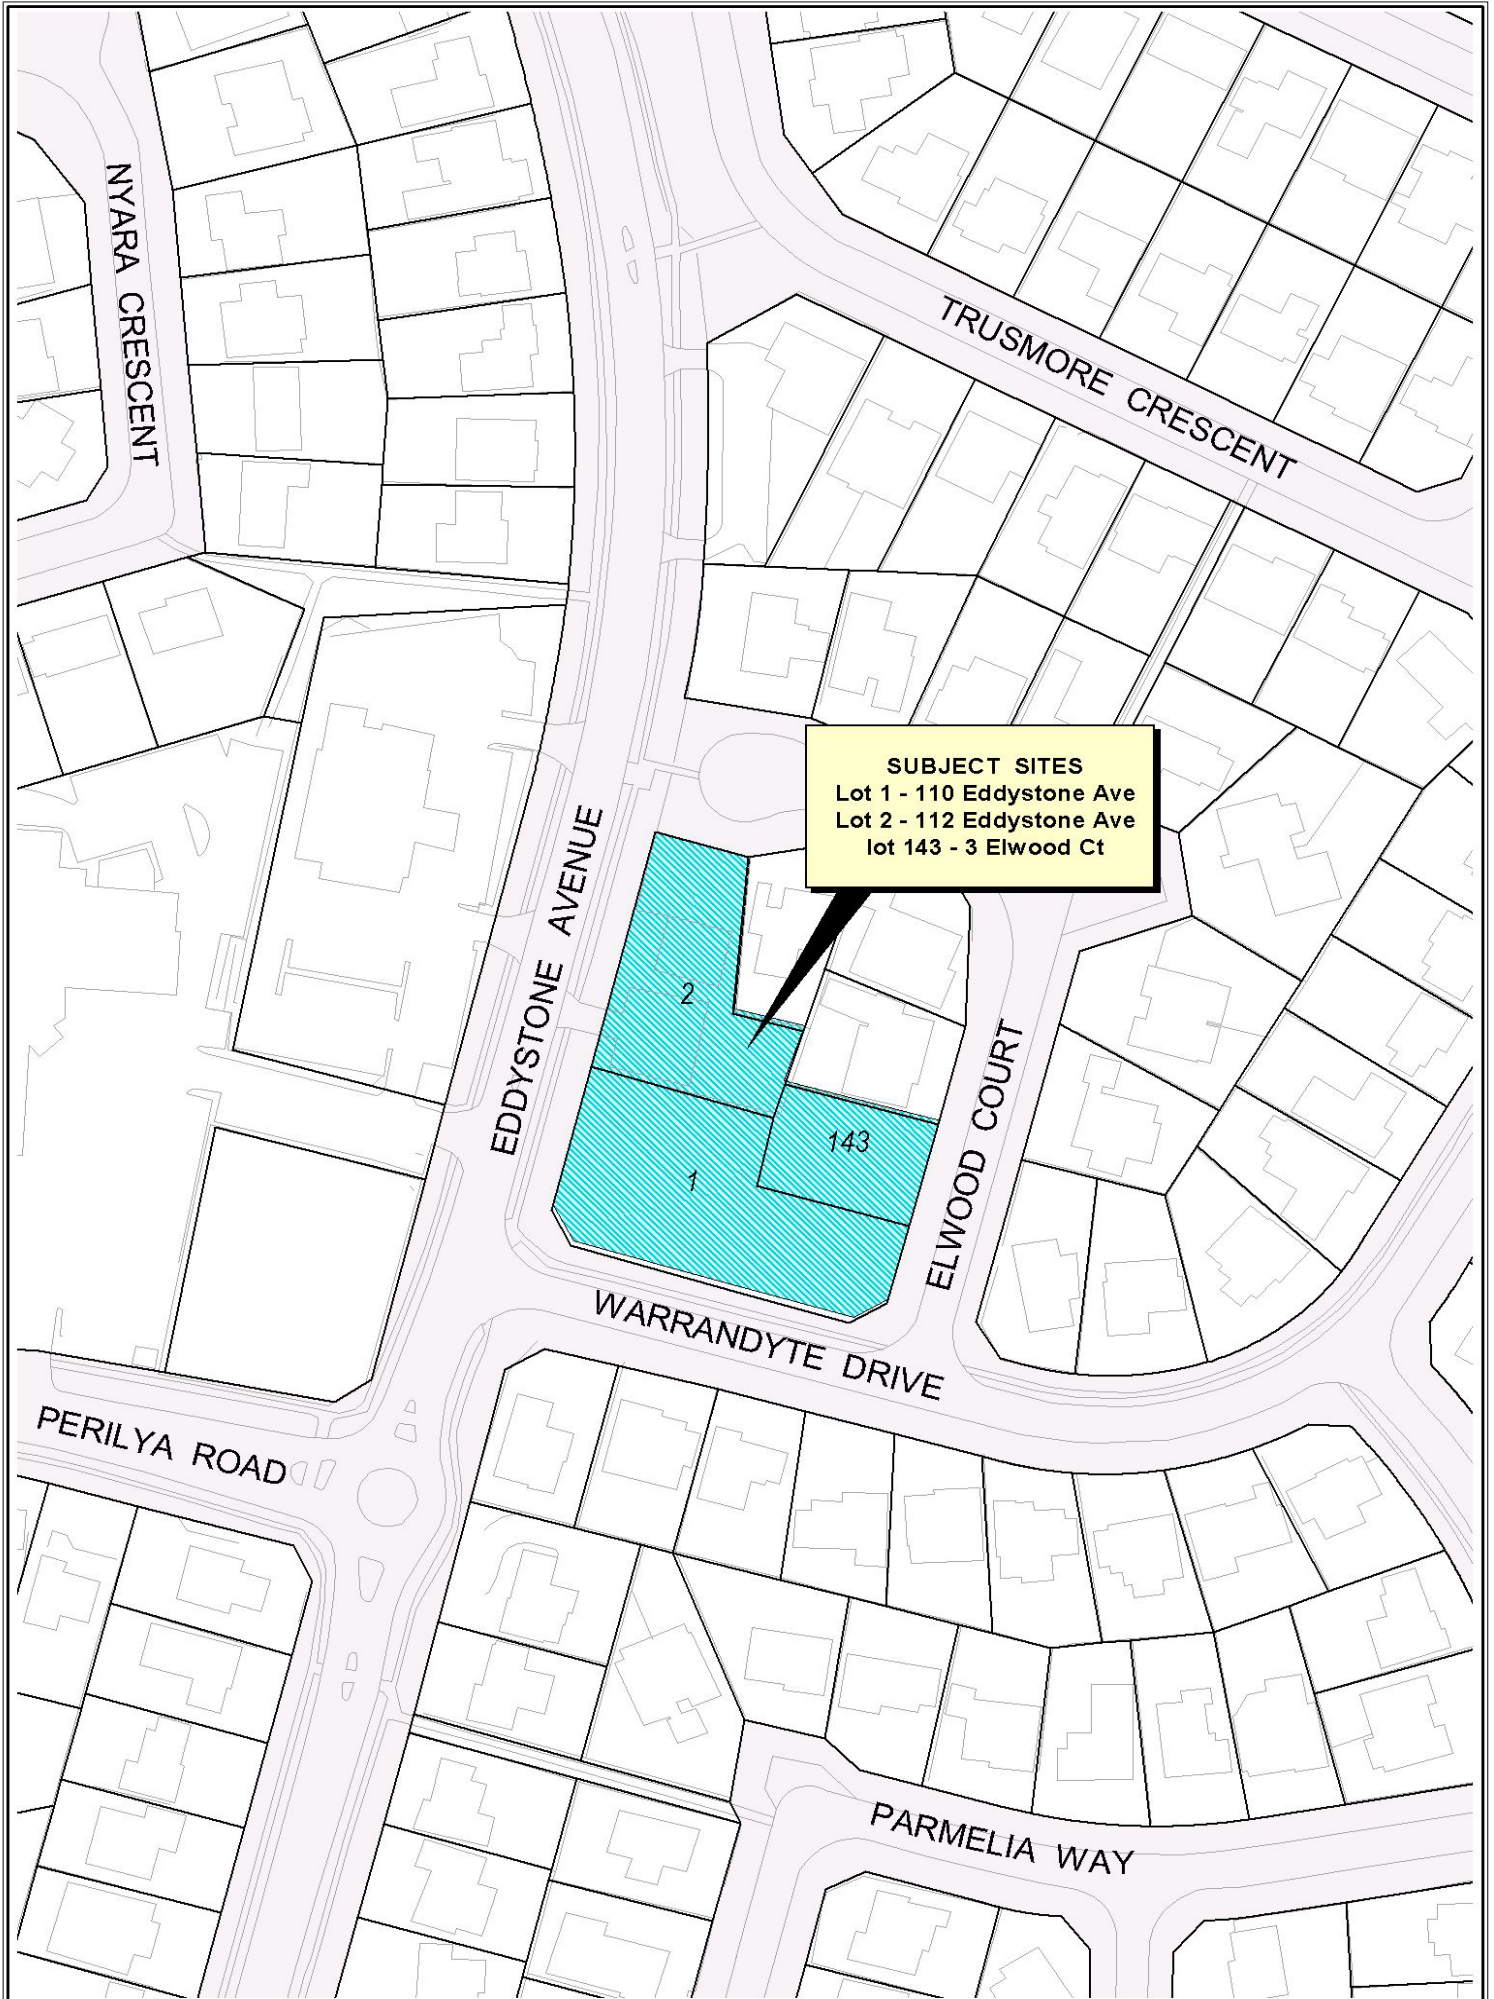 NYARA CRESCENT
TRUSMORE CRESCENT
SUBJECT SITES
Lot 1 - 110 Eddystone Ave
Lot 2 - 112 Eddystone Ave
lot 143 - 3 Elwood Ct
EDDYSTONE AVENUE
2
143
1
ELWOOD COURT
WARRANDYTE DRIVE
PERILYA ROAD
PARMELIA WAY